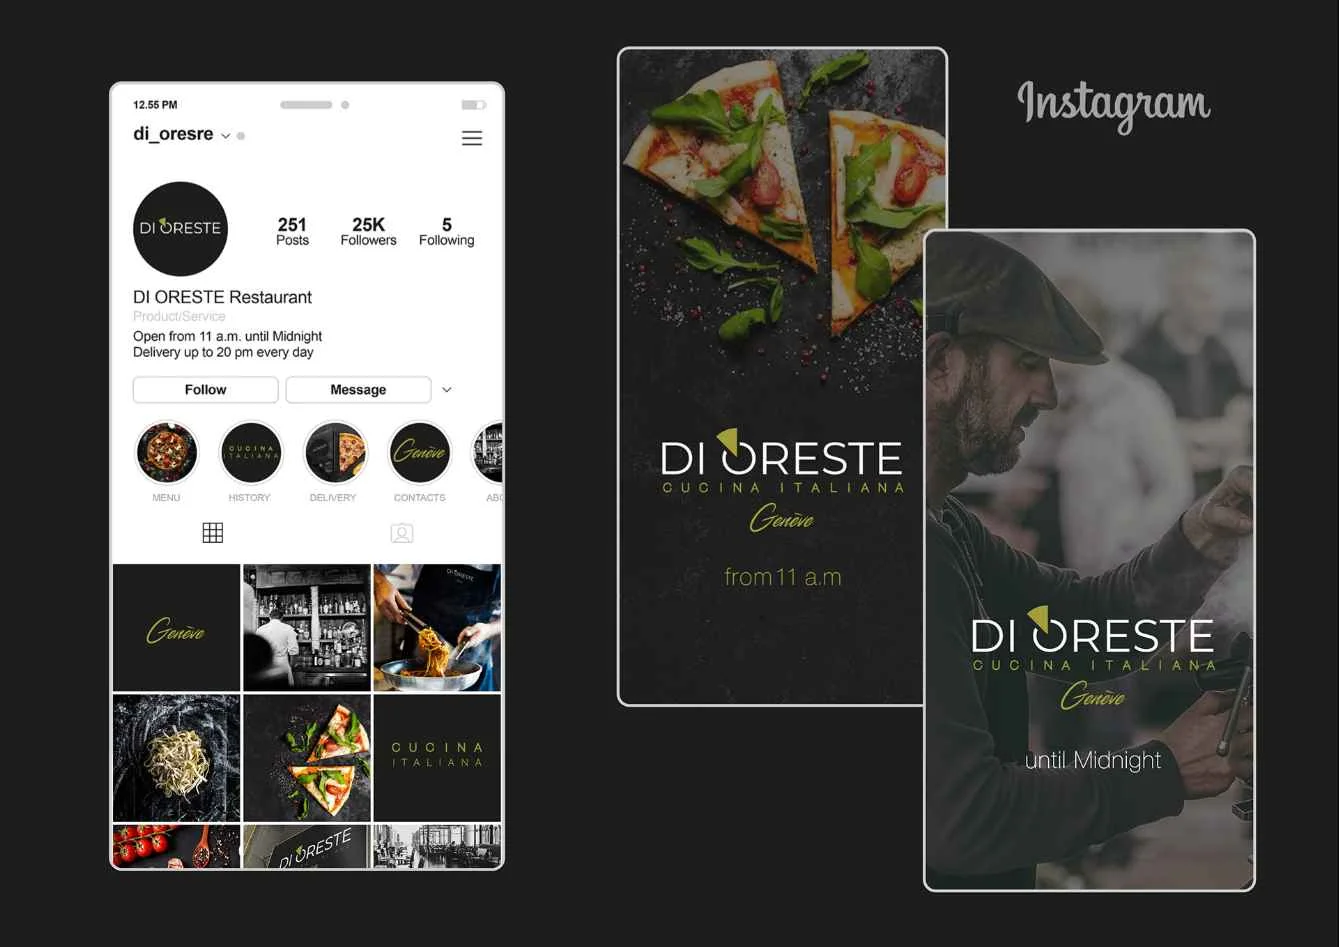 12.55 PM
di_oresre
DI ORESTE
251
Posts
25K
Followers
5
Following
DI ORESTE Restaurant
Product/Service
Open from 11 a.m. until Midnight
Delivery up to 20 pm every day
Follow
Message
CUCINA
ITALIANA
Genève
MENU
HISTORY
DELIVERY
CONTACTS
ABO
Genève
DI ORESTE
CUCINA
ITALIANA
DI ORESTE
DI ORESTE
CUCINA ITALIANA
Genève
from 11 a.m
Instagram
DI ORESTE
CUCINA ITALIANA
Genève
until Midnight